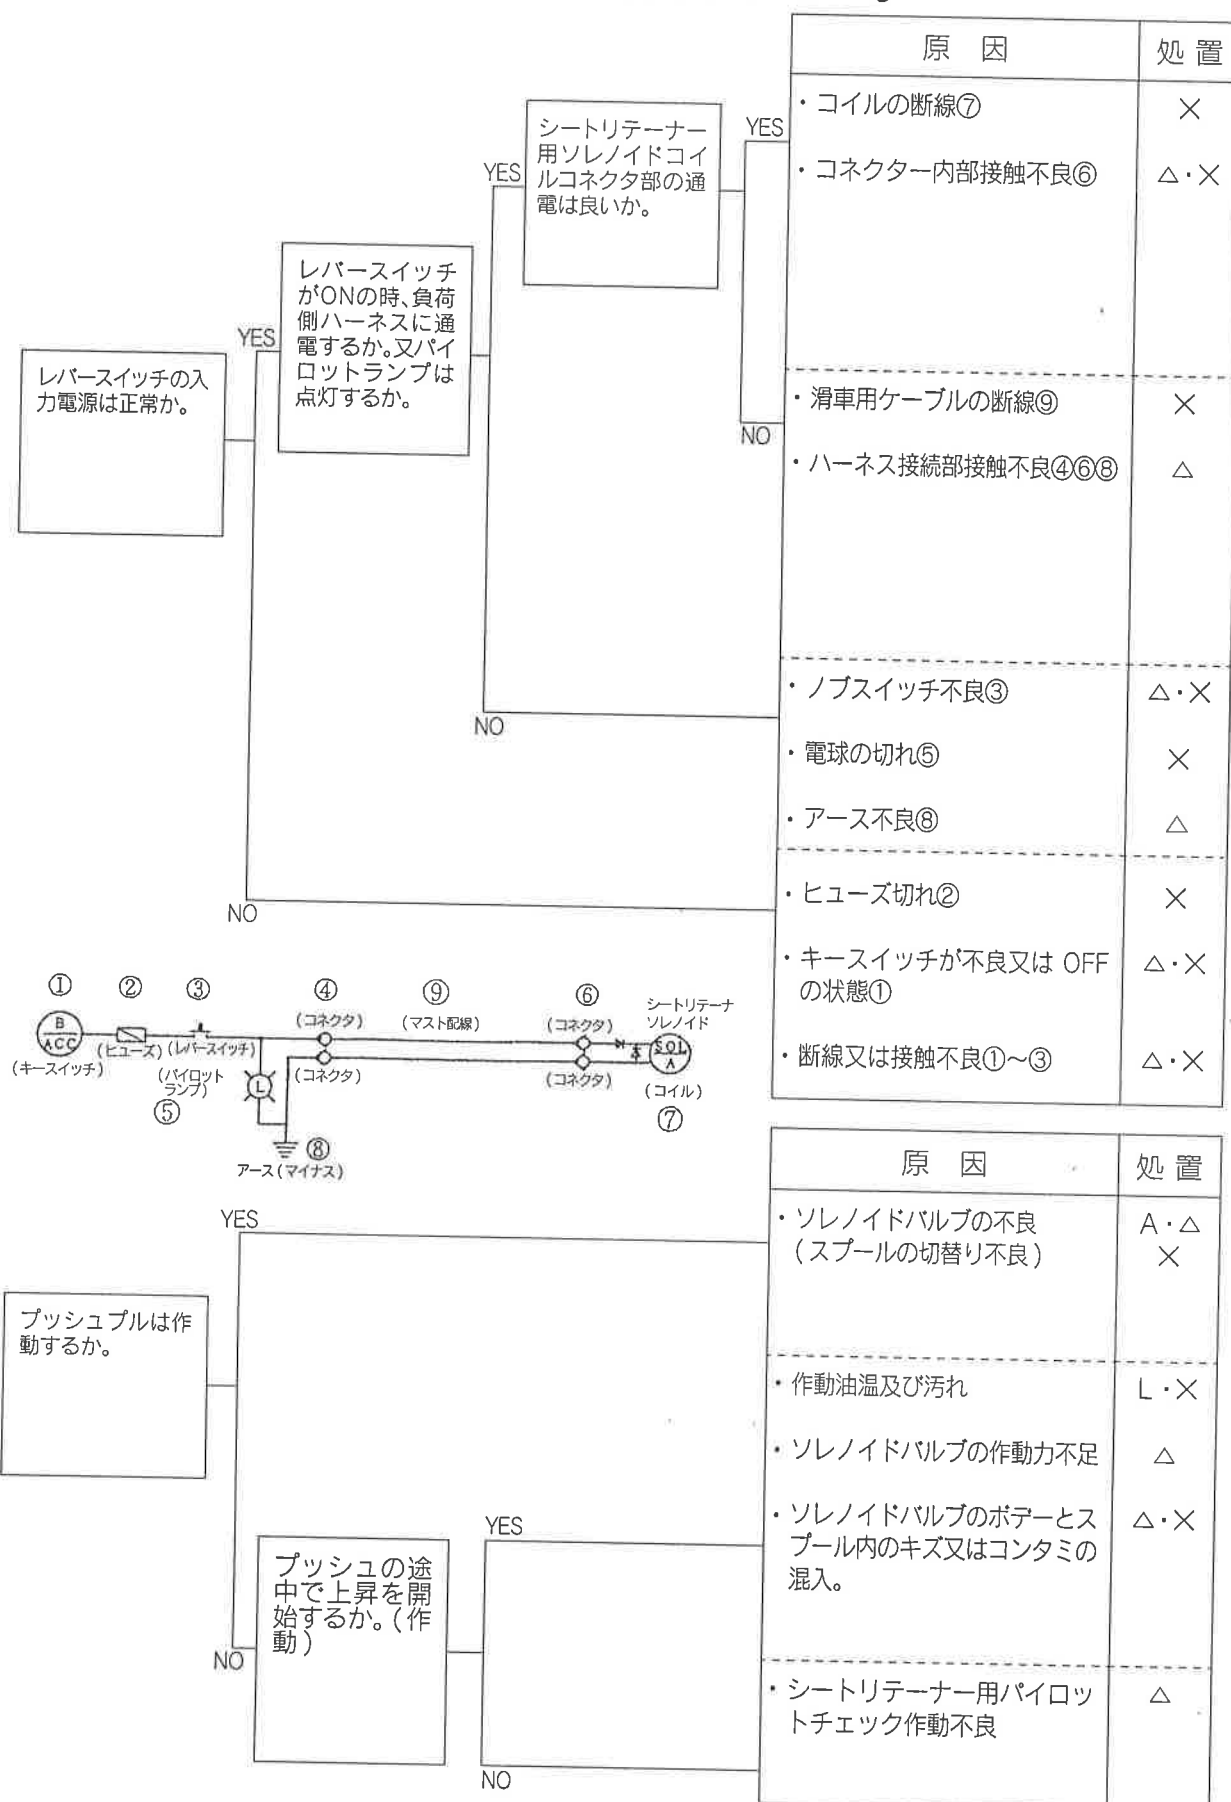 原 因 処 置
レバースイッチの入
力電源は正常か。
YES
NO
レバースイッチ
がONの時、負荷
側ハーネスに通
電するか。又パイ
ロットランプは
点灯するか。
YES
NO
シートリテーナー
用ソレノイドコイ
ルコネクタ部の通
電は良いか。
YES
NO
・コイルの断線⑦ ×
・コネクター内部接触不良⑥ △・×
・滑車用ケーブルの断線⑨ ×
・ハーネス接続部接触不良④⑥⑧ △
・ノブスイッチ不良③ △・×
・電球の切れ⑤ ×
・アース不良⑧ △
・ヒューズ切れ② ×
・キースイッチが不良又は OFF △・×
の状態①
・断線又は接触不良①～③ △・×
① ② ③ ④ ⑨ ⑥ シートリテーナ
ソレノイド
(コネクタ) (マスト配線) (コネクタ)
B
ACC
(キースイッチ) (ヒューズ) (レバースイッチ)
SOL
A
(パイロット
ランプ)
⑤
L
(コネクタ) (コネクタ) (コイル)
⑦
⑧
アース(マイナス)
原 因 処 置
プッシュプルは作
動するか。
YES
NO
プッシュの途
中で上昇を開
始するか。(作
動)
YES
NO
・ソレノイドバルブの不良 A・△
(スプールの切替り不良) ×
・作動油温及び汚れ L・×
・ソレノイドバルブの作動力不足 △
・ソレノイドバルブのボデーとス △・×
プール内のキズ又はコンタミの
混入。
・シートリテーナー用パイロッ △
トチェック作動不良